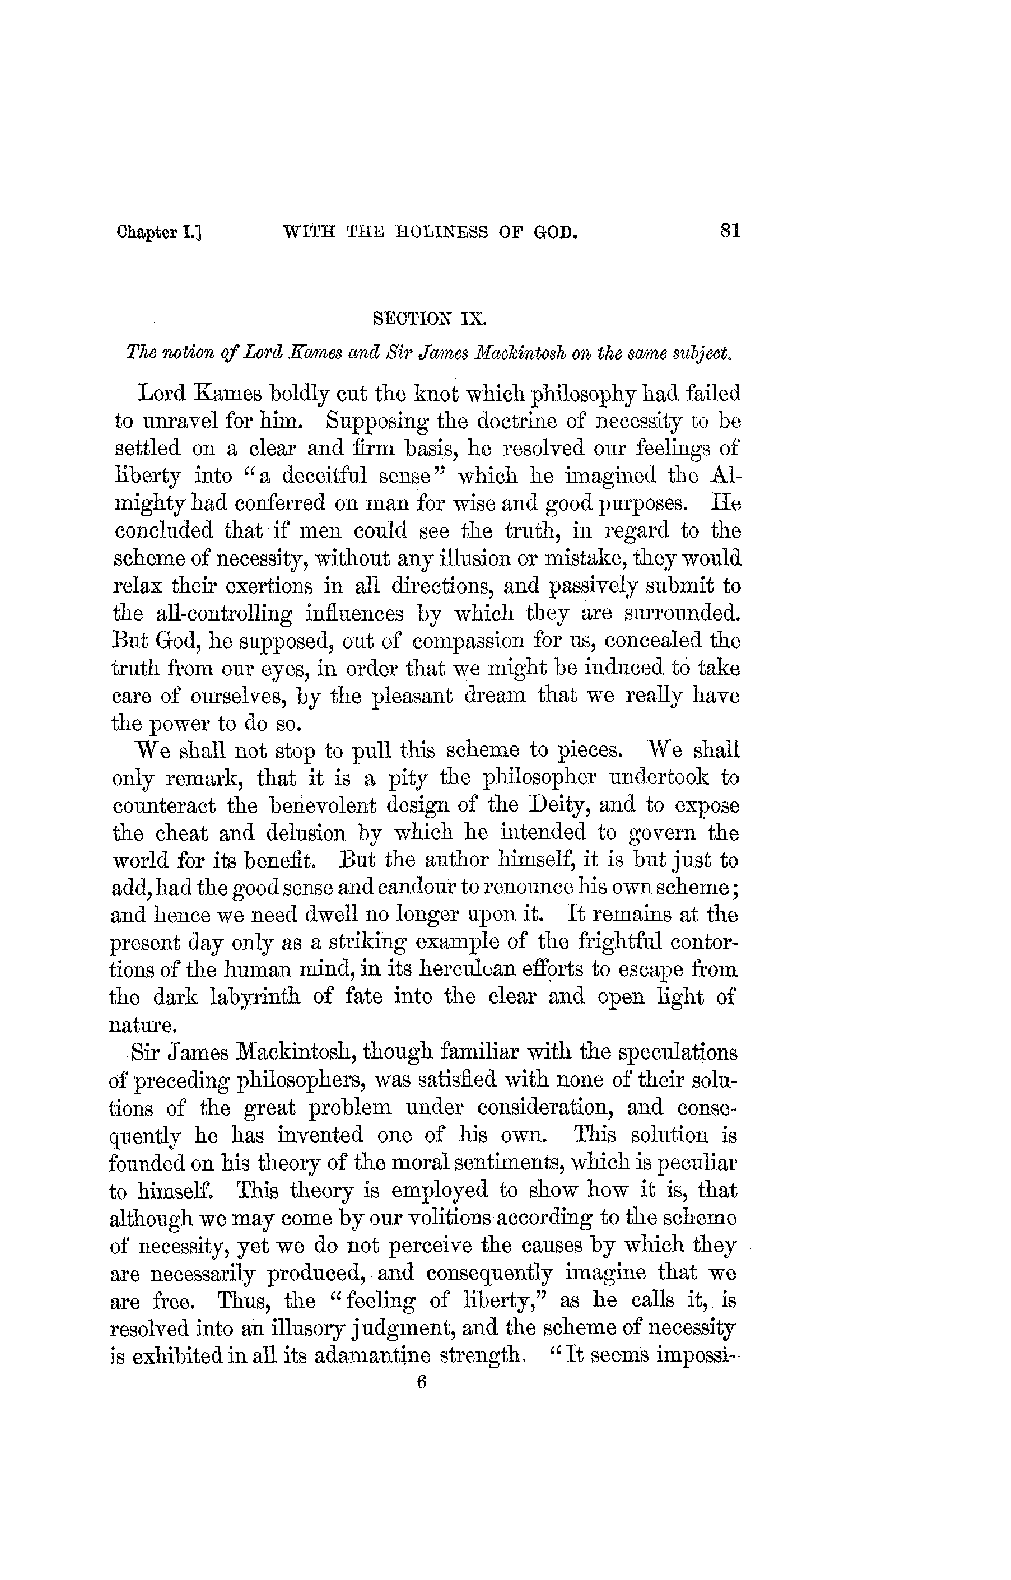 Chapter I.] WITH THE HOLINESS OF GOD. 81
SECTION IX.
The notion of Lord Kames and Sir James Mackintosh on the same subject.
Lord Kames boldly cut the knot which philosophy had failed
to unravel for him. Supposing the doctrine of necessity to be
settled on a clear and firm basis, he resolved our feelings of
liberty into “a deceitful sense” which he imagined the Al-
mighty had conferred on man for wise and good purposes. He
concluded that if men could see the truth, in regard to the
scheme of necessity, without any illusion or mistake, they would
relax their exertions in all directions, and passively submit to
the all-controlling influences by which they are surrounded.
But God, he supposed, out of compassion for us, concealed the
truth from our eyes, in order that we might be induced to take
care of ourselves, by the pleasant dream that we really have
the power to do so.
We shall not stop to pull this scheme to pieces. We shall
only remark, that it is a pity the philosopher undertook to
counteract the benevolent design of the Deity, and to expose
the cheat and delusion by which he intended to govern the
world for its benefit. But the author himself, it is but just to
add, had the good sense and candour to renounce his own scheme;
and hence we need dwell no longer upon it. It remains at the
present day only as a striking example of the frightful contor-
tions of the human mind, in its herculean efforts to escape from
the dark labyrinth of fate into the clear and open light of
nature.
Sir James Mackintosh, though familiar with the speculations
of preceding philosophers, was satisfied with none of their solu-
tions of the great problem under consideration, and conse-
quently he has invented one of his own. This solution is
founded on his theory of the moral sentiments, which is peculiar
to himself. This theory is employed to show how it is, that
although we may come by our volitions according to the scheme
of necessity, yet we do not perceive the causes by which they
are necessarily produced, and consequently imagine that we
are free. Thus, the “feeling of liberty,” as he calls it, is
resolved into an illusory judgment, and the scheme of necessity
is exhibited in all its adamantine strength. “It seems impossi-
6